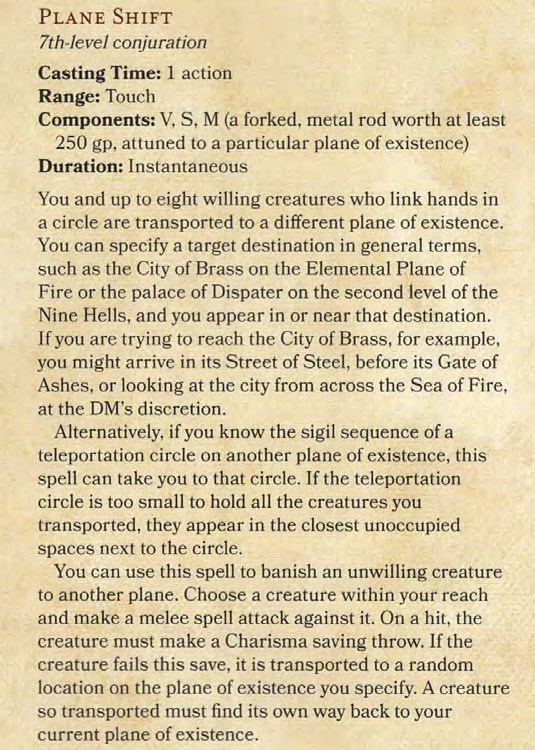 PLANE SHIFT
7th-level conjuration
Casting Time: 1 action
Range: Touch
Components: V, S, M (a forked, metal rod worth at least
250 gp, attuned to a particular plane of existence)
Duration: Instantaneous
You and up to eight willing creatures who link hands in
a circle are transported to a different plane of existence.
You can specify a target destination in general terms,
such as the City of Brass on the Elemental Plane of
Fire or the palace of Dispater on the second level of the
Nine Hells, and you appear in or near that destination.
If you are trying to reach the City of Brass, for example,
you might arrive in its Street of Steel, before its Gate of
Ashes, or looking at the city from across the Sea of Fire,
at the DM's discretion.
Alternatively, if you know the sigil sequence of a
teleportation circle on another plane of existence, this
spell can take you to that circle. If the teleportation
circle is too small to hold all the creatures you
transported, they appear in the closest unoccupied
spaces next to the circle.
You can use this spell to banish an unwilling creature
to another plane. Choose a creature within your reach
and make a melee spell attack against it. On a hit, the
creature must make a Charisma saving throw. If the
creature fails this save, it is transported to a random
location on the plane of existence you specify. A creature
so transported must find its own way back to your
current plane of existence.